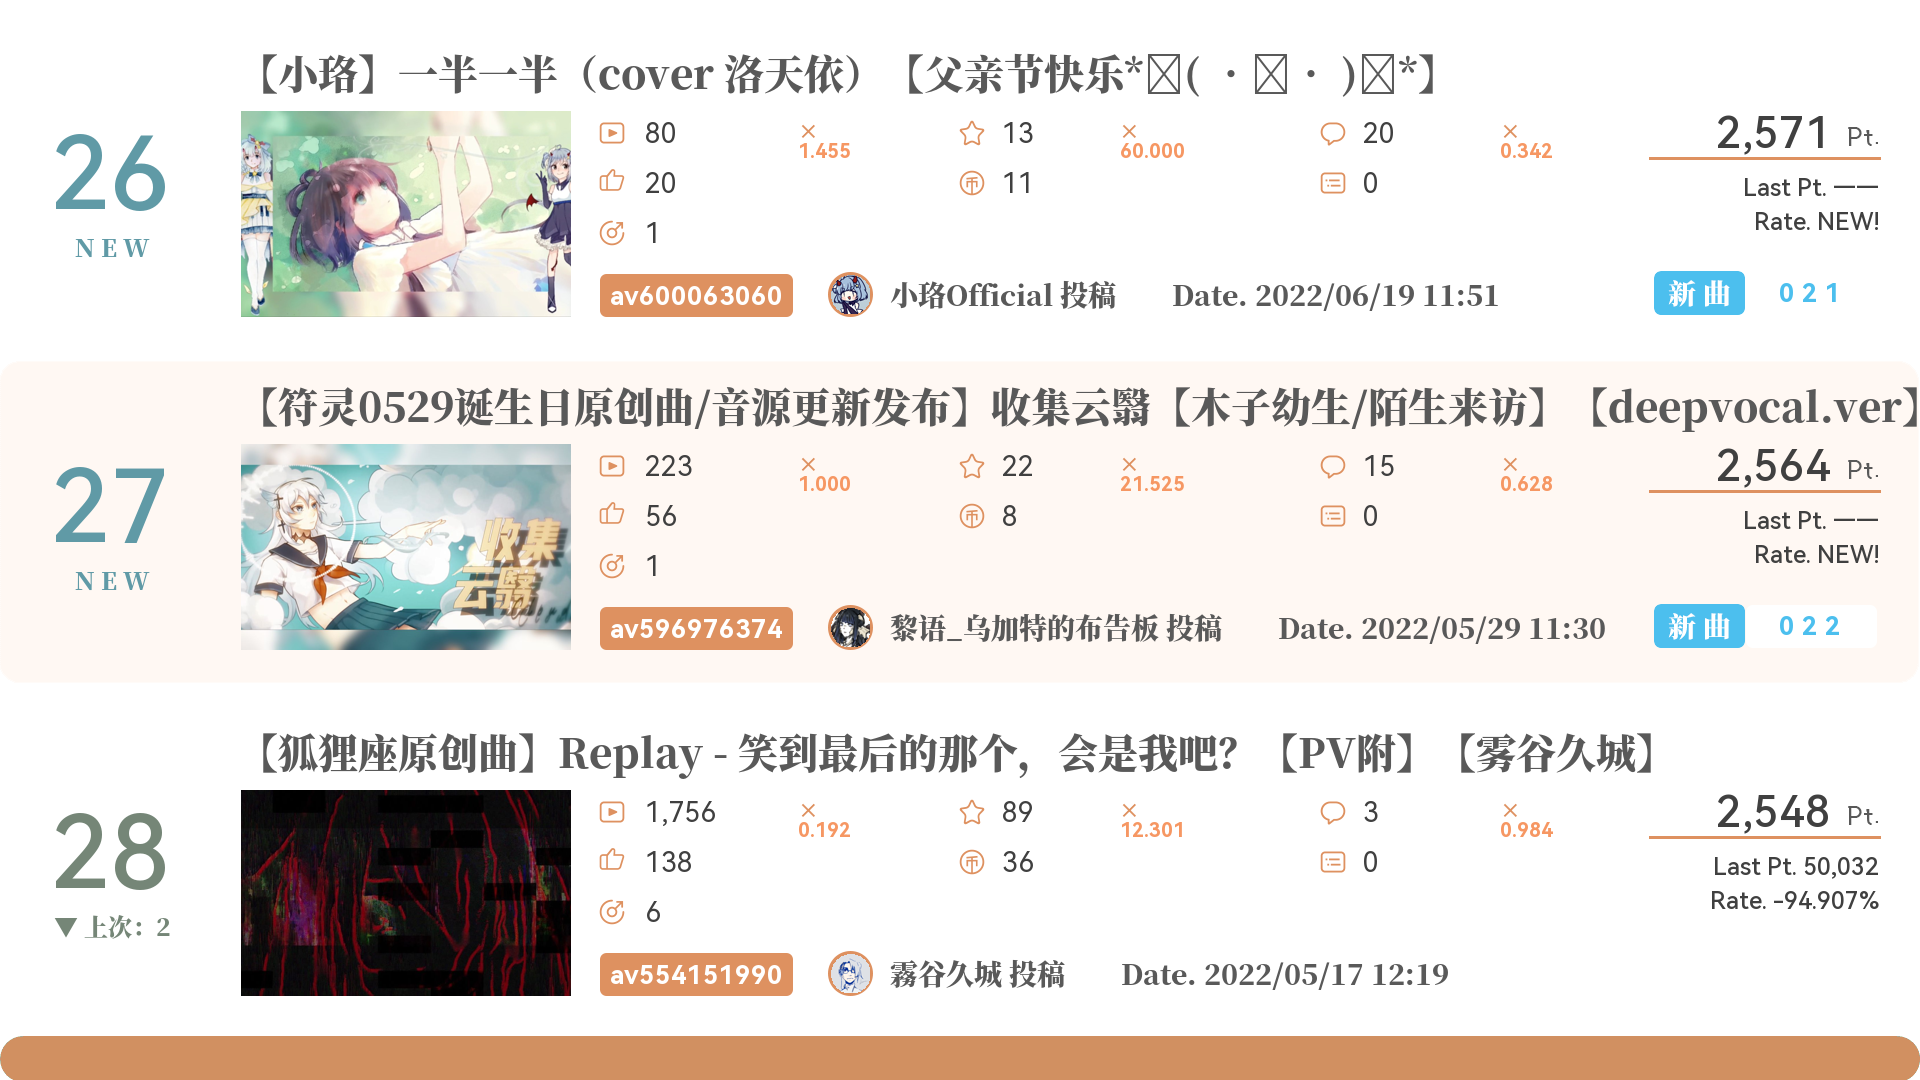 【小珞】一半一半（cover 洛天依）【父亲节快乐*( · · )*】
26
NEW
80 × 1.455 13 × 60.000 20 × 0.342
20 11 0
1
2,571 Pt.
Last Pt. ——
Rate. NEW!
av600063060 小珞Official 投稿 Date. 2022/06/19 11:51 新曲 021
【符灵0529诞生日原创曲/音源更新发布】收集云翳【木子幼生/陌生来访】【deepvocal.ver】
27
NEW
收集
云翳
223 × 1.000 22 × 21.525 15 × 0.628
56 8 0
1
2,564 Pt.
Last Pt. ——
Rate. NEW!
av596976374 黎语_乌加特的布告板 投稿 Date. 2022/05/29 11:30 新曲 022
【狐狸座原创曲】Replay - 笑到最后的那个，会是我吧？【PV附】【雾谷久城】
28
▼上次：2
1,756 × 0.192 89 × 12.301 3 × 0.984
138 36 0
6
2,548 Pt.
Last Pt. 50,032
Rate. -94.907%
av554151990 雾谷久城 投稿 Date. 2022/05/17 12:19